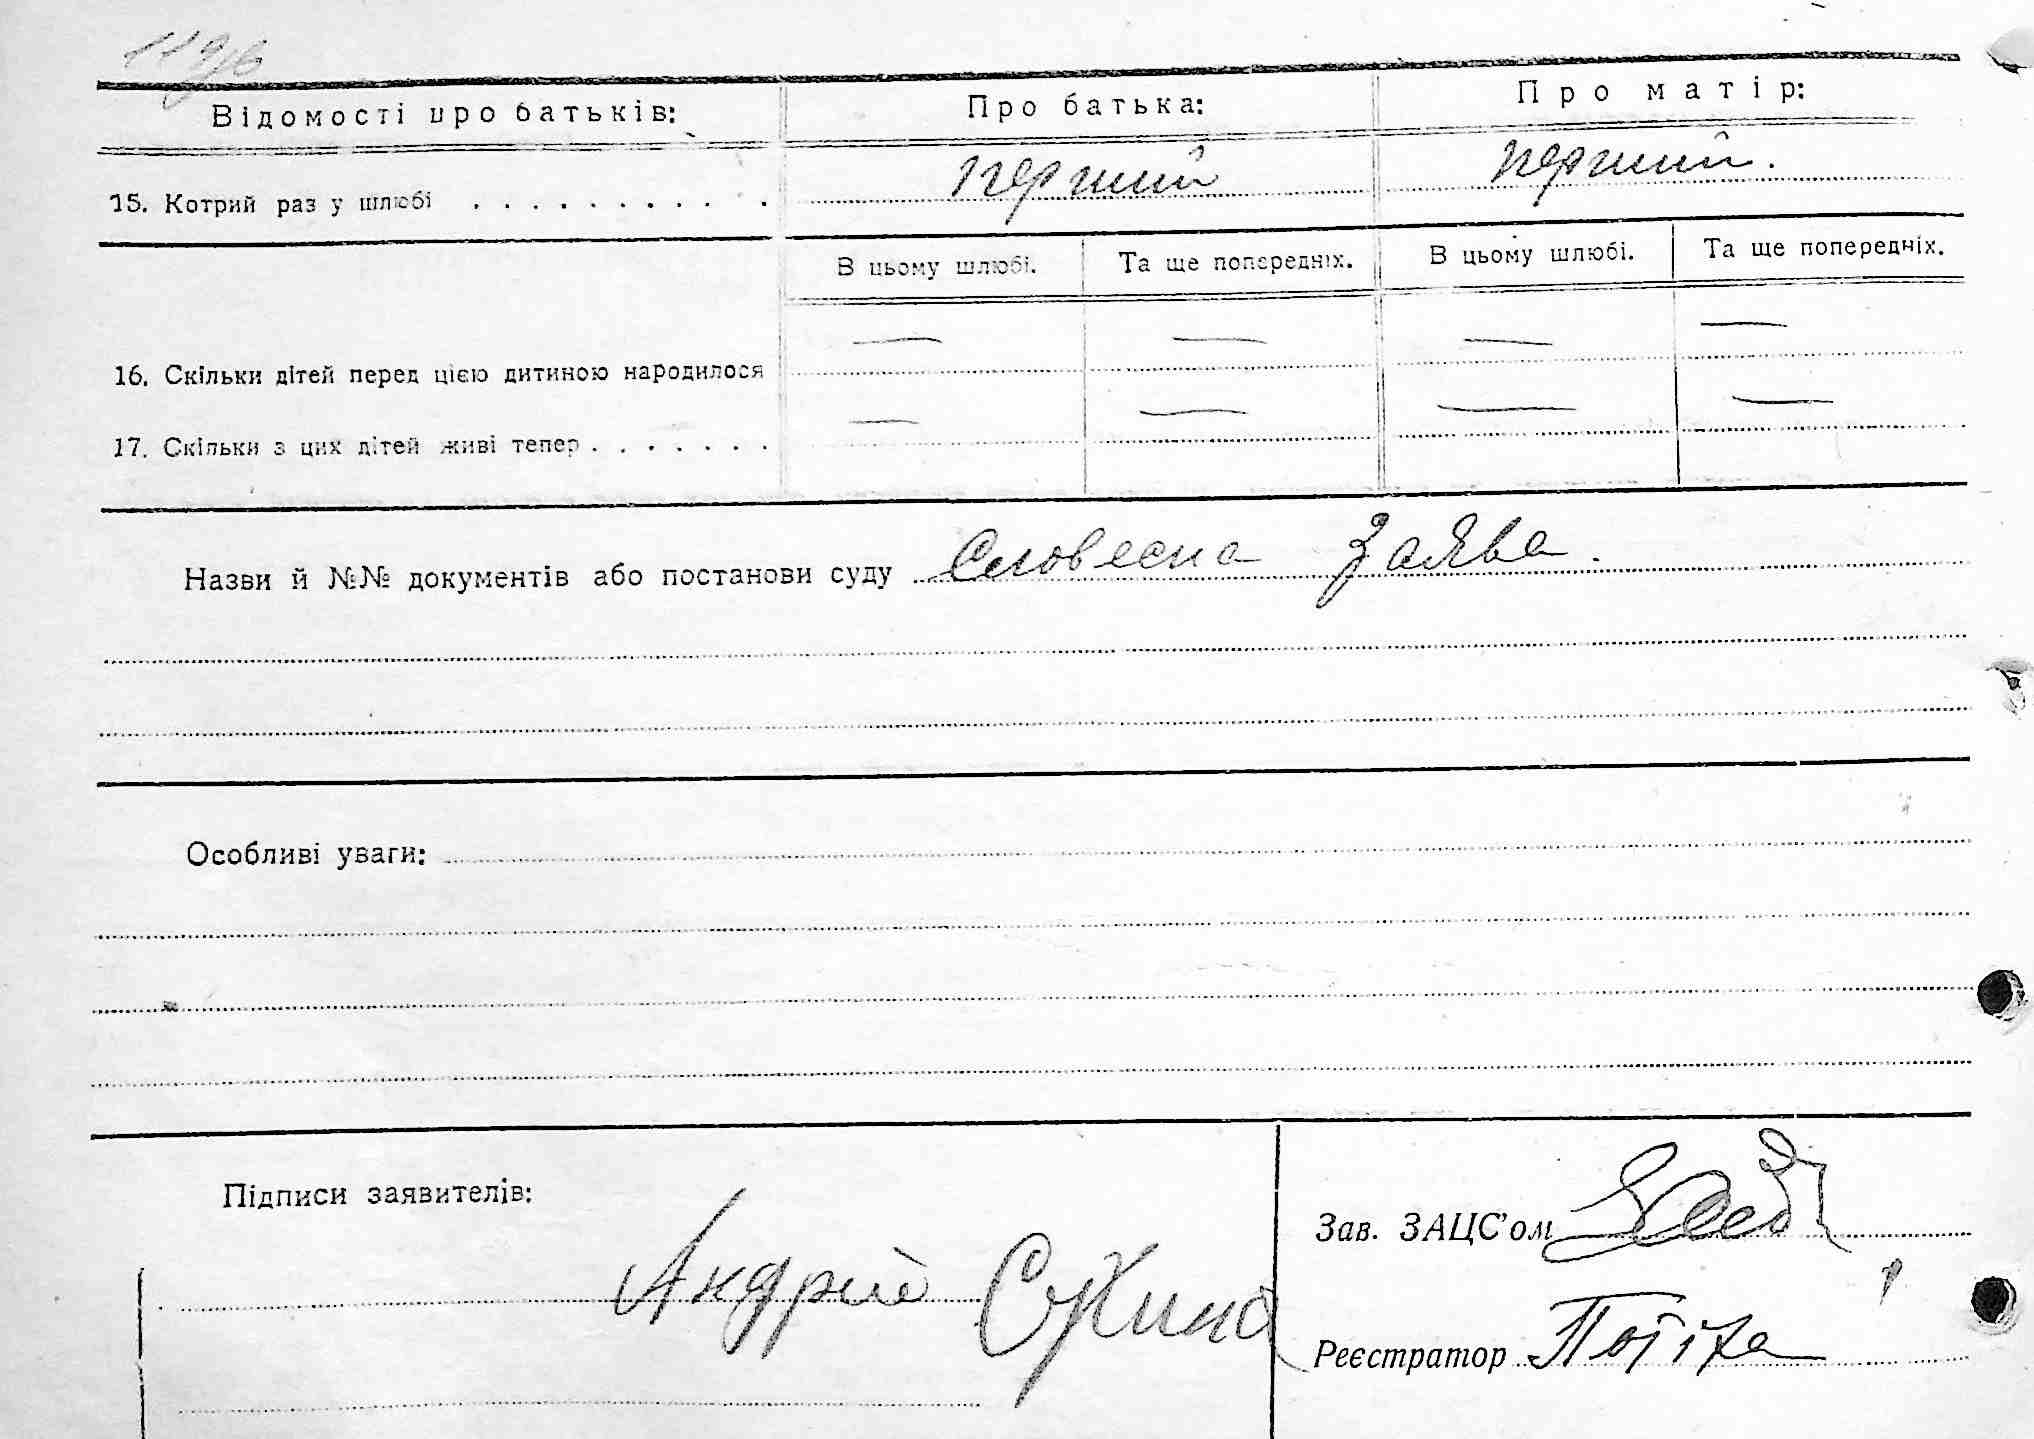 Відомості про батьків: Про батька: Про матір:
15. Котрий раз у шлюбі . . . . . . . . . . . перший перший.
В цьому шлюбі. Та ще попередніх. В цьому шлюбі. Та ще попередніх.
16. Скільки дітей перед цією дитиною народилося — — — —
17. Скільки з цих дітей живі тепер . . . . . . . — — — —
Назви й №№ документів або постанови суду Словесна Заява.
Особливі уваги:
Підписи заявителів:
Зав. ЗАЦС'ом
Андрій
Реєстратор